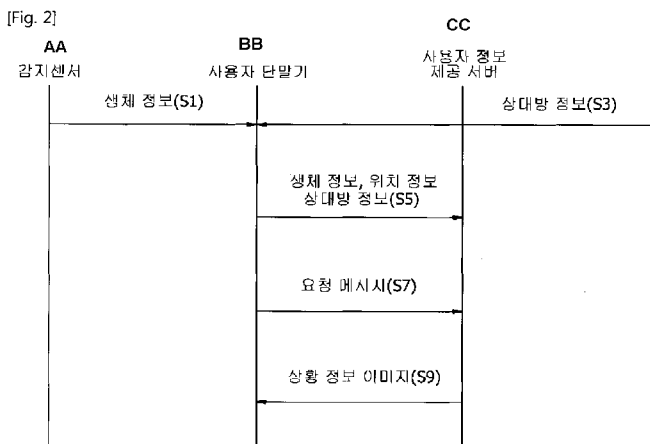 [Fig. 2]
AA
감지센서
BB
사용자 단말기
CC
사용자 정보
제공 서버
생체 정보(S1)
상대방 정보(S3)
생체 정보, 위치 정보
상대방 정보(S5)
요청 메시지(S7)
상황 정보 이미지(S9)